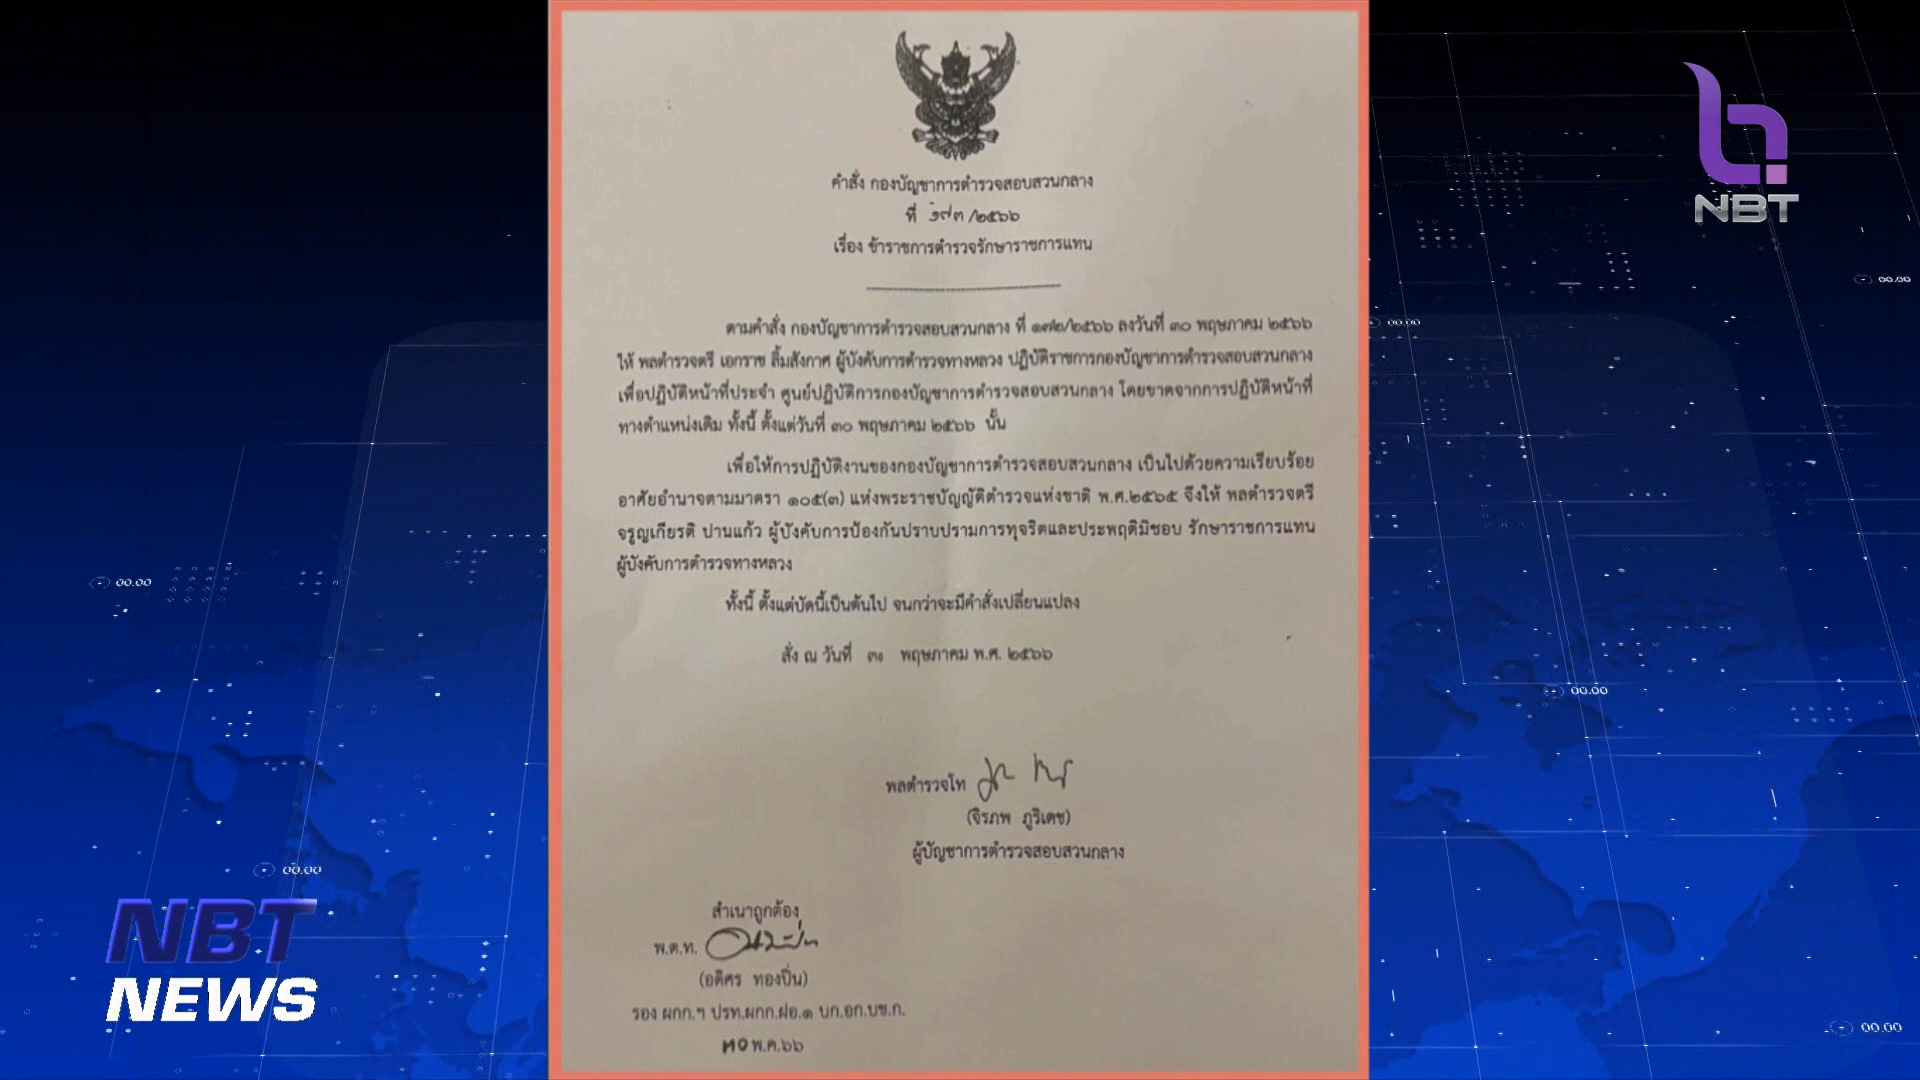 คำสั่ง กองบัญชาการตำรวจสอบสวนกลาง
ที่ ๑๗๓/๒๕๖๖
เรื่อง ข้าราชการตำรวจรักษาราชการแทน
ตามคำสั่ง กองบัญชาการตำรวจสอบสวนกลาง ที่ ๑๗๒/๒๕๖๖ ลงวันที่ ๓๐ พฤษภาคม ๒๕๖๖
ให้ พลตำรวจตรี เอกราช ลิ้มสังกาศ ผู้บังคับการตำรวจทางหลวง ปฏิบัติราชการกองบัญชาการตำรวจสอบสวนกลาง
เพื่อปฏิบัติหน้าที่ประจำ ศูนย์ปฏิบัติการกองบัญชาการตำรวจสอบสวนกลาง โดยขาดจากการปฏิบัติหน้าที่
ทางตำแหน่งเดิม ทั้งนี้ ตั้งแต่วันที่ ๓๐ พฤษภาคม ๒๕๖๖ นั้น
เพื่อให้การปฏิบัติงานของกองบัญชาการตำรวจสอบสวนกลาง เป็นไปด้วยความเรียบร้อย
อาศัยอำนาจตามมาตรา ๑๐๕(๓) แห่งพระราชบัญญัติตำรวจแห่งชาติ พ.ศ.๒๕๖๕ จึงให้ พลตำรวจตรี
จรูญเกียรติ ปานแก้ว ผู้บังคับการป้องกันปราบปรามการทุจริตและประพฤติมิชอบ รักษาราชการแทน
ผู้บังคับการตำรวจทางหลวง
ทั้งนี้ ตั้งแต่บัดนี้เป็นต้นไป จนกว่าจะมีคำสั่งเปลี่ยนแปลง
สั่ง ณ วันที่ ๓๐ พฤษภาคม พ.ศ. ๒๕๖๖
พลตำรวจโท
(จิรภพ ภูริเดช)
ผู้บัญชาการตำรวจสอบสวนกลาง
สำเนาถูกต้อง
พ.ต.ท.
(อดิศร ทองปิ่น)
รอง ผกก.ฯ ปรท.ผกก.ฝอ.๑ บก.อก.บช.ก.
๓๐ พ.ค.๖๖
NBT
NBT
NEWS
00.00
00.00
00.00
00.00
00.00
00.00